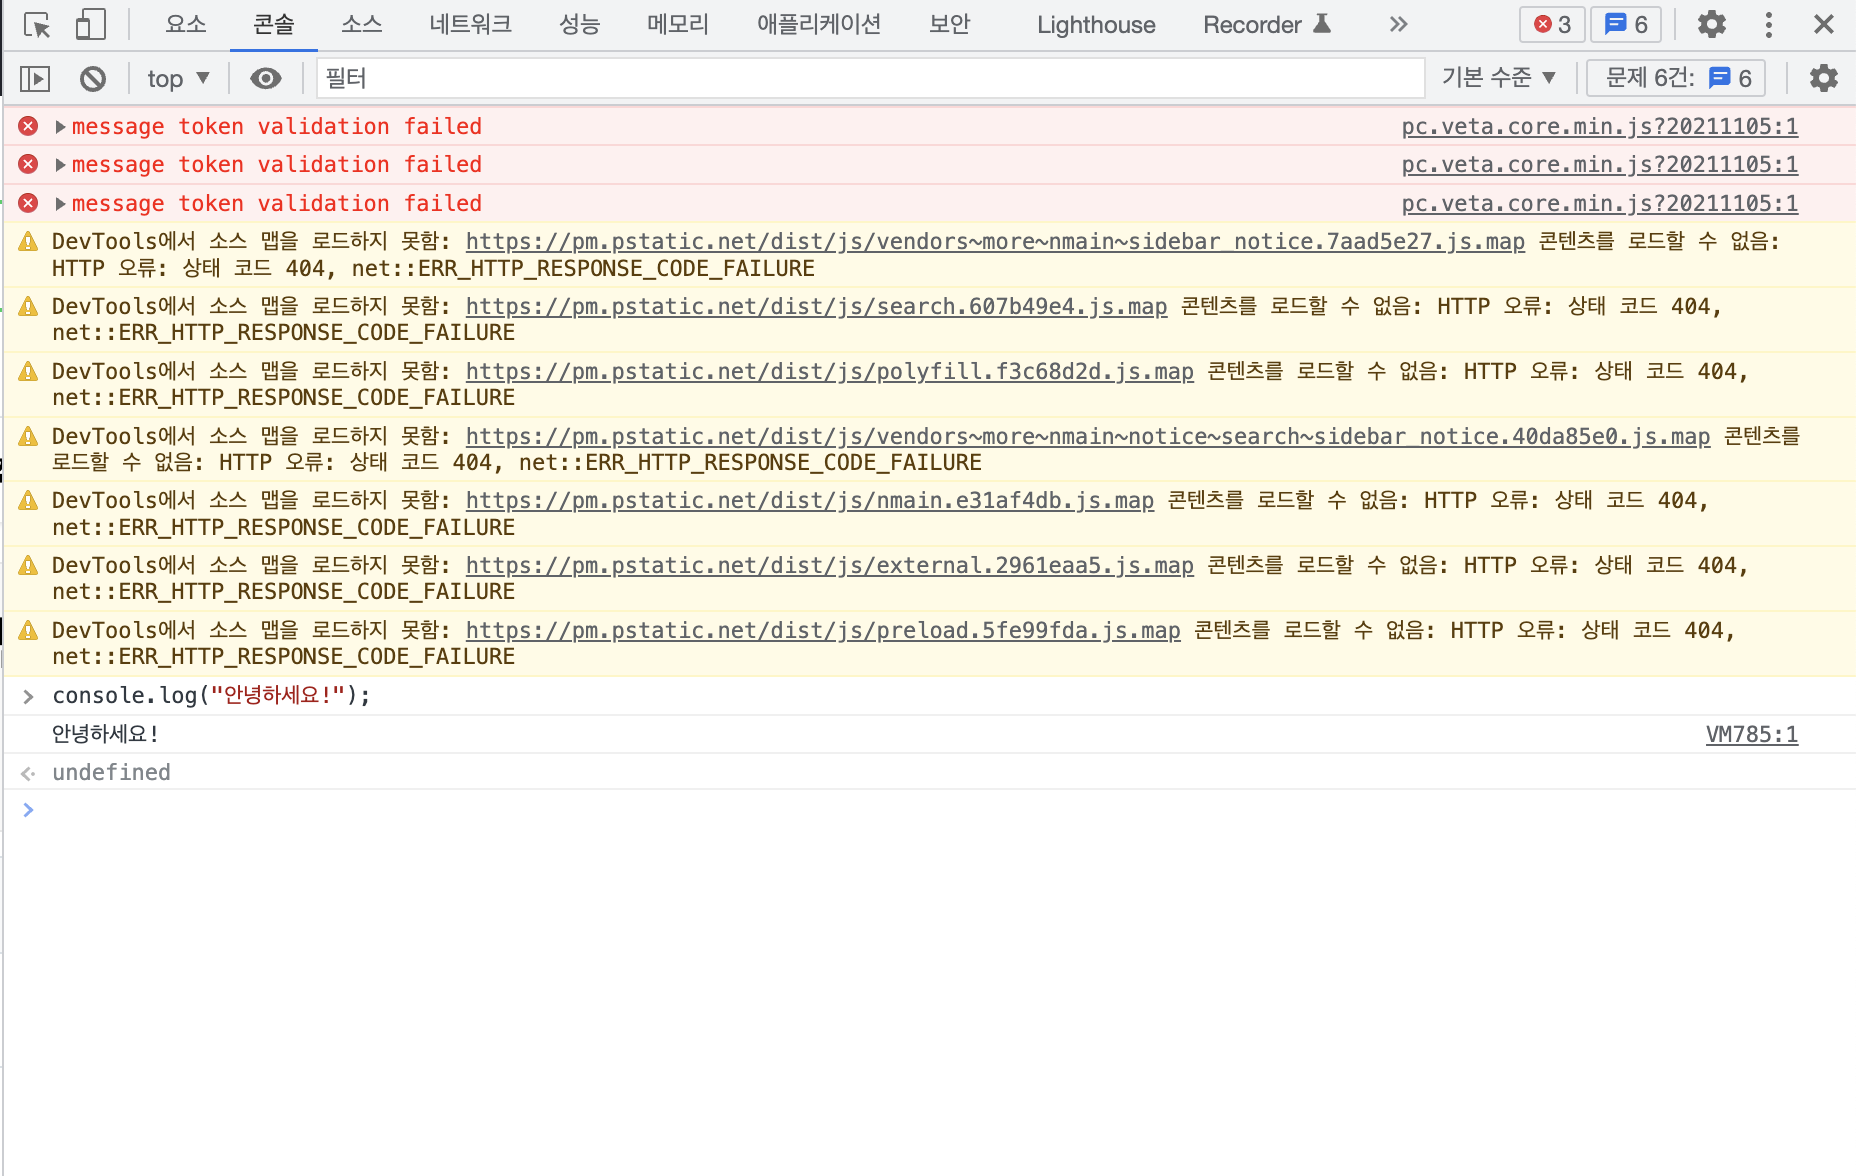 요소 콘솔 소스 네트워크 성능 메모리 애플리케이션 보안 Lighthouse Recorder 3 6
top 필터 기본 수준 문제 6건: 6
message token validation failed pc.veta.core.min.js?20211105:1
message token validation failed pc.veta.core.min.js?20211105:1
message token validation failed pc.veta.core.min.js?20211105:1
DevTools에서 소스 맵을 로드하지 못함: https://pm.pstatic.net/dist/js/vendors~more~nmain~sidebar_notice.7aad5e27.js.map 콘텐츠를 로드할 수 없음:
HTTP 오류: 상태 코드 404, net::ERR_HTTP_RESPONSE_CODE_FAILURE
DevTools에서 소스 맵을 로드하지 못함: https://pm.pstatic.net/dist/js/search.607b49e4.js.map 콘텐츠를 로드할 수 없음: HTTP 오류: 상태 코드 404,
net::ERR_HTTP_RESPONSE_CODE_FAILURE
DevTools에서 소스 맵을 로드하지 못함: https://pm.pstatic.net/dist/js/polyfill.f3c68d2d.js.map 콘텐츠를 로드할 수 없음: HTTP 오류: 상태 코드 404,
net::ERR_HTTP_RESPONSE_CODE_FAILURE
DevTools에서 소스 맵을 로드하지 못함: https://pm.pstatic.net/dist/js/vendors~more~nmain~notice~search~sidebar_notice.40da85e0.js.map 콘텐츠를
로드할 수 없음: HTTP 오류: 상태 코드 404, net::ERR_HTTP_RESPONSE_CODE_FAILURE
DevTools에서 소스 맵을 로드하지 못함: https://pm.pstatic.net/dist/js/nmain.e31af4db.js.map 콘텐츠를 로드할 수 없음: HTTP 오류: 상태 코드 404,
net::ERR_HTTP_RESPONSE_CODE_FAILURE
DevTools에서 소스 맵을 로드하지 못함: https://pm.pstatic.net/dist/js/external.2961eaa5.js.map 콘텐츠를 로드할 수 없음: HTTP 오류: 상태 코드 404,
net::ERR_HTTP_RESPONSE_CODE_FAILURE
DevTools에서 소스 맵을 로드하지 못함: https://pm.pstatic.net/dist/js/preload.5fe99fda.js.map 콘텐츠를 로드할 수 없음: HTTP 오류: 상태 코드 404,
net::ERR_HTTP_RESPONSE_CODE_FAILURE
console.log("안녕하세요!");
안녕하세요! VM785:1
undefined